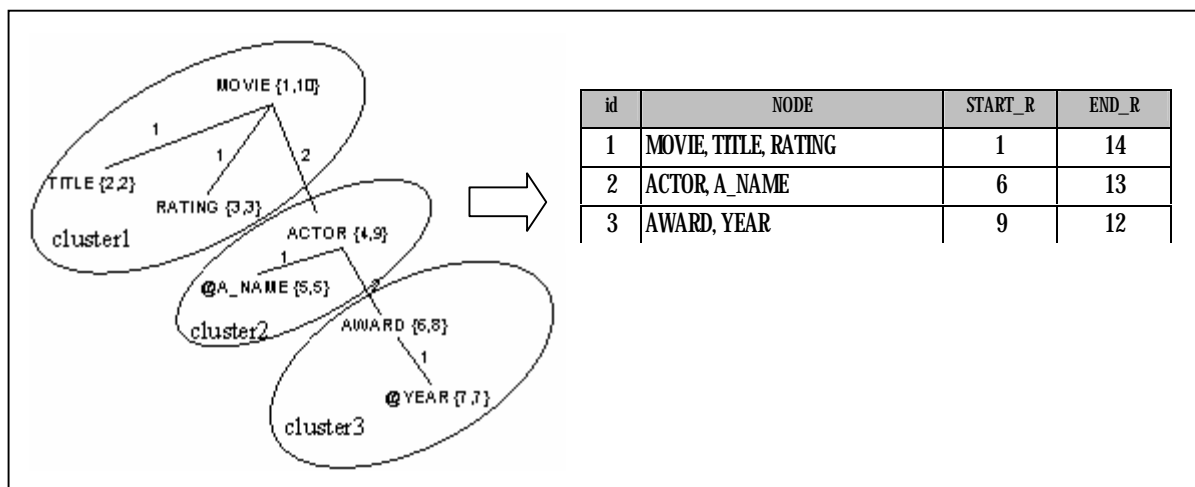 MOVIE {1,10}
1
1
2
TITLE {2,2}
RATING {3,3}
cluster1
ACTOR {4,9}
1
2
@A_NAME {5,5}
cluster2
AWARD {6,8}
1
@YEAR {7,7}
cluster3
id NODE START_R END_R
1 MOVIE, TITLE, RATING 1 14
2 ACTOR, A_NAME 6 13
3 AWARD, YEAR 9 12